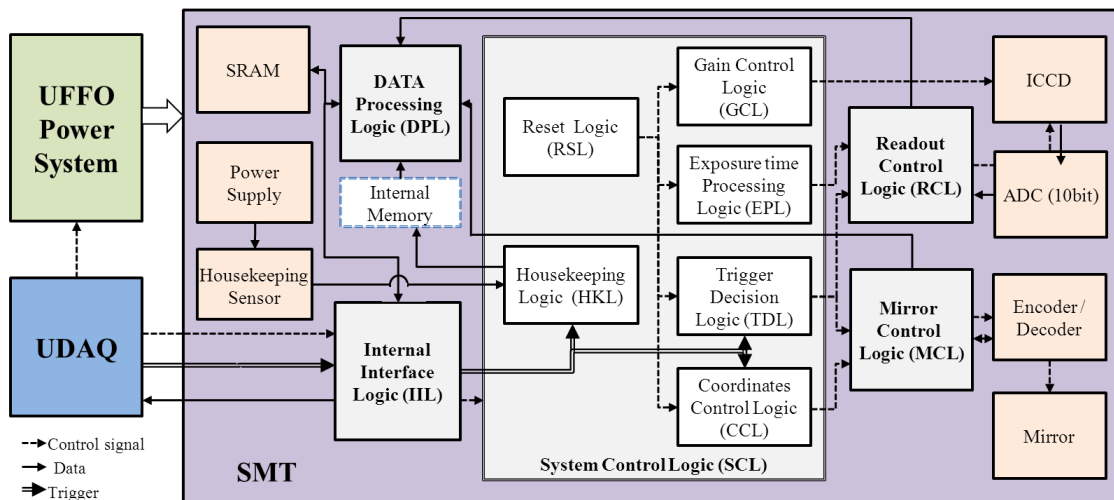 UFFO
Power
System
UDAQ
Control signal
Data
Trigger
SMT
SRAM
Power
Supply
Housekeeping
Sensor
DATA
Processing
Logic (DPL)
Internal
Memory
Internal
Interface
Logic (IIL)
Reset Logic
(RSL)
Housekeeping
Logic (HKL)
Gain Control
Logic
(GCL)
Exposure time
Processing
Logic (EPL)
Trigger
Decision
Logic (TDL)
Coordinates
Control Logic
(CCL)
System Control Logic (SCL)
Readout
Control
Logic (RCL)
Mirror
Control
Logic (MCL)
ICCD
ADC (10bit)
Encoder /
Decoder
Mirror